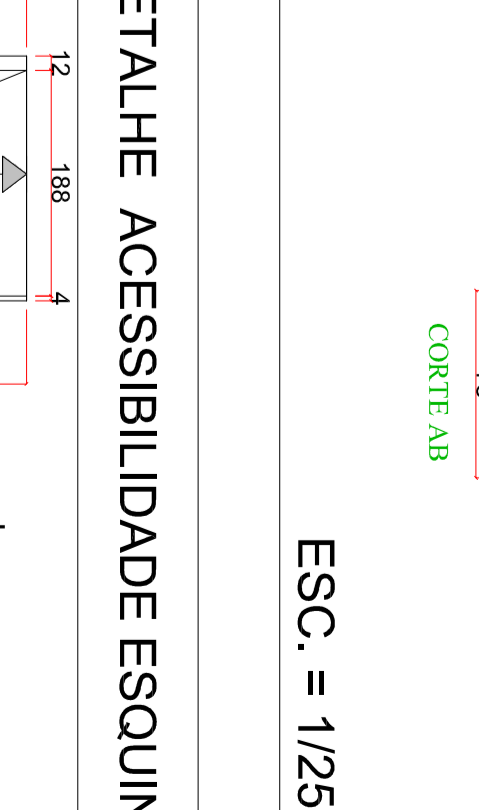 CORTE AB
ESC. = 1/25
ETALHE ACESSIBILIDADE ESQUIN
12
188
4